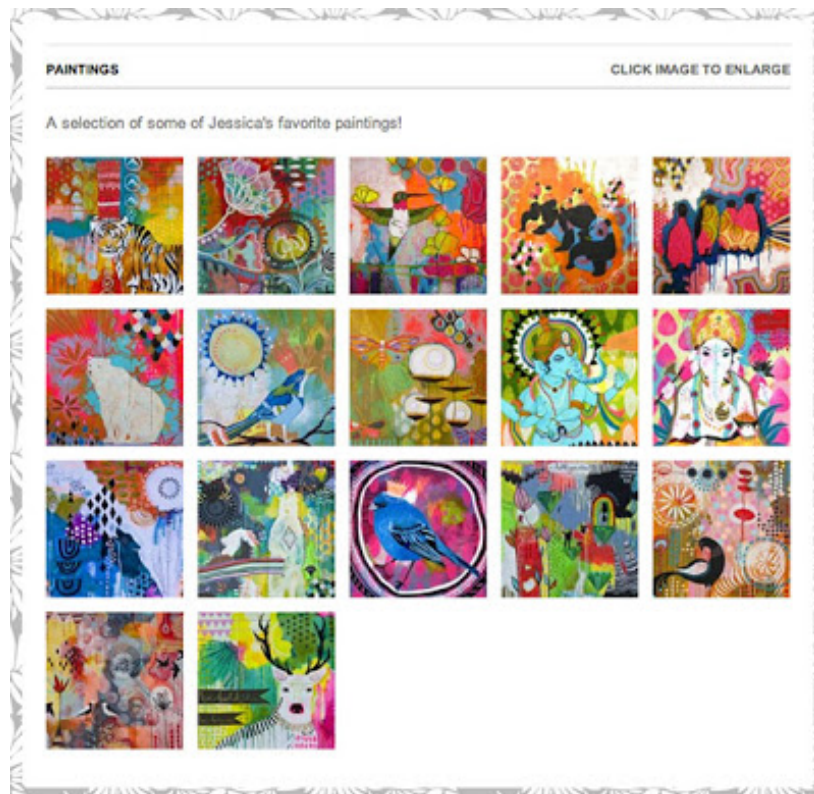 PAINTINGS
CLICK IMAGE TO ENLARGE
A selection of some of Jessica's favorite paintings!